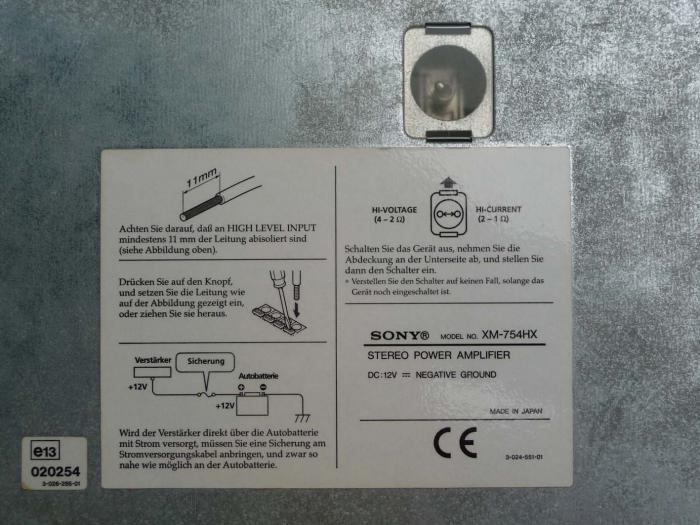 11mm
Achten Sie darauf, daß an HIGH LEVEL INPUT
mindestens 11 mm der Leitung abisoliert sind
(siehe Abbildung oben).
Drücken Sie auf den Knopf,
und setzen Sie die Leitung wie
auf der Abbildung gezeigt ein,
oder ziehen Sie sie heraus.
Verstärker
Sicherung
Autobatterie
+12V
+12V
Wird der Verstärker direkt über die Autobatterie
mit Strom versorgt, müssen Sie eine Sicherung am
Stromversorgungskabel anbringen, und zwar so
nahe wie möglich an der Autobatterie.
HI-VOLTAGE
(4–2 Ω)
HI-CURRENT
(2–1 Ω)
Schalten Sie das Gerät aus, nehmen Sie die
Abdeckung an der Unterseite ab, und stellen Sie
dann den Schalter ein.
* Verstellen Sie den Schalter auf keinen Fall, solange das
Gerät noch eingeschaltet ist.
SONY® MODEL NO. XM-754HX
STEREO POWER AMPLIFIER
DC:12V ⎓ NEGATIVE GROUND
MADE IN JAPAN
CE
3-024-551-01
e13
020254
3-026-295-01